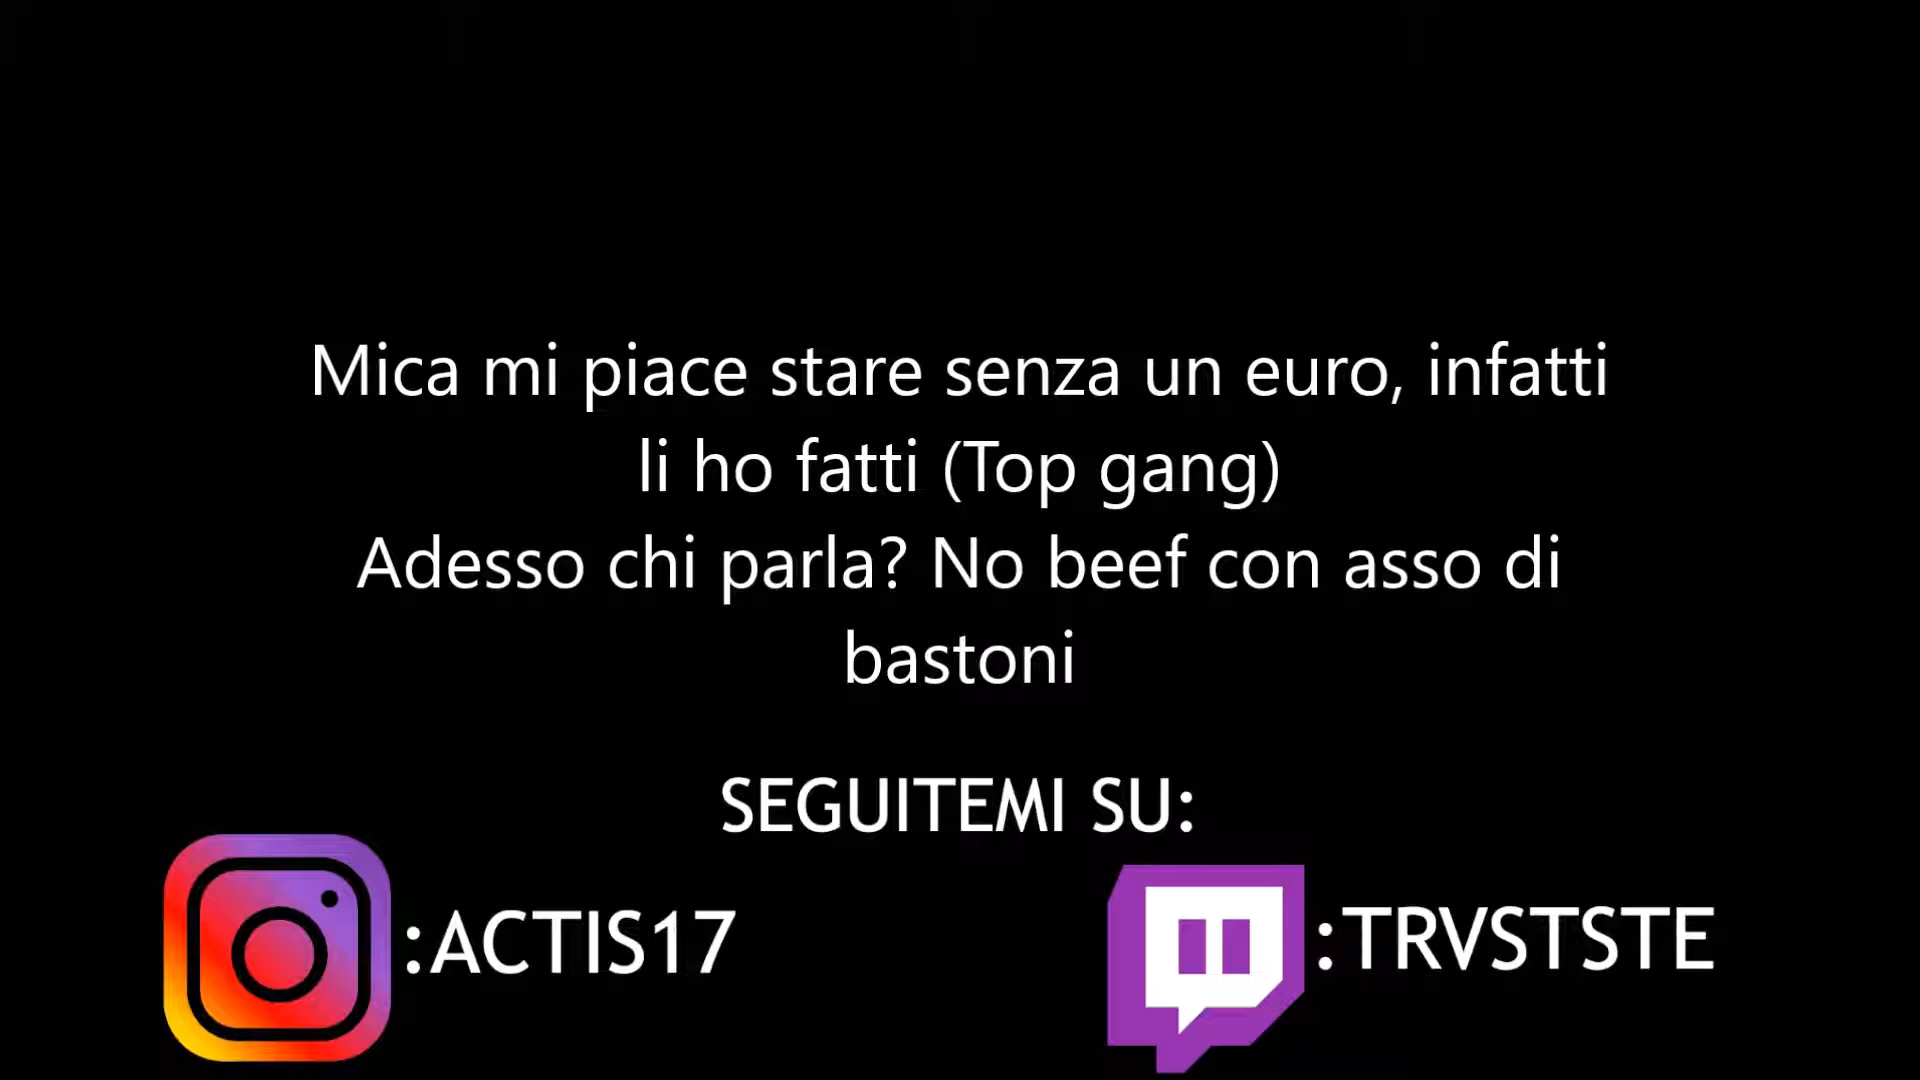 Mica mi piace stare senza un euro, infatti
li ho fatti (Top gang)
Adesso chi parla? No beef con asso di
bastoni
SEGUITEMI SU:
:ACTIS17
:TRVSTSTE